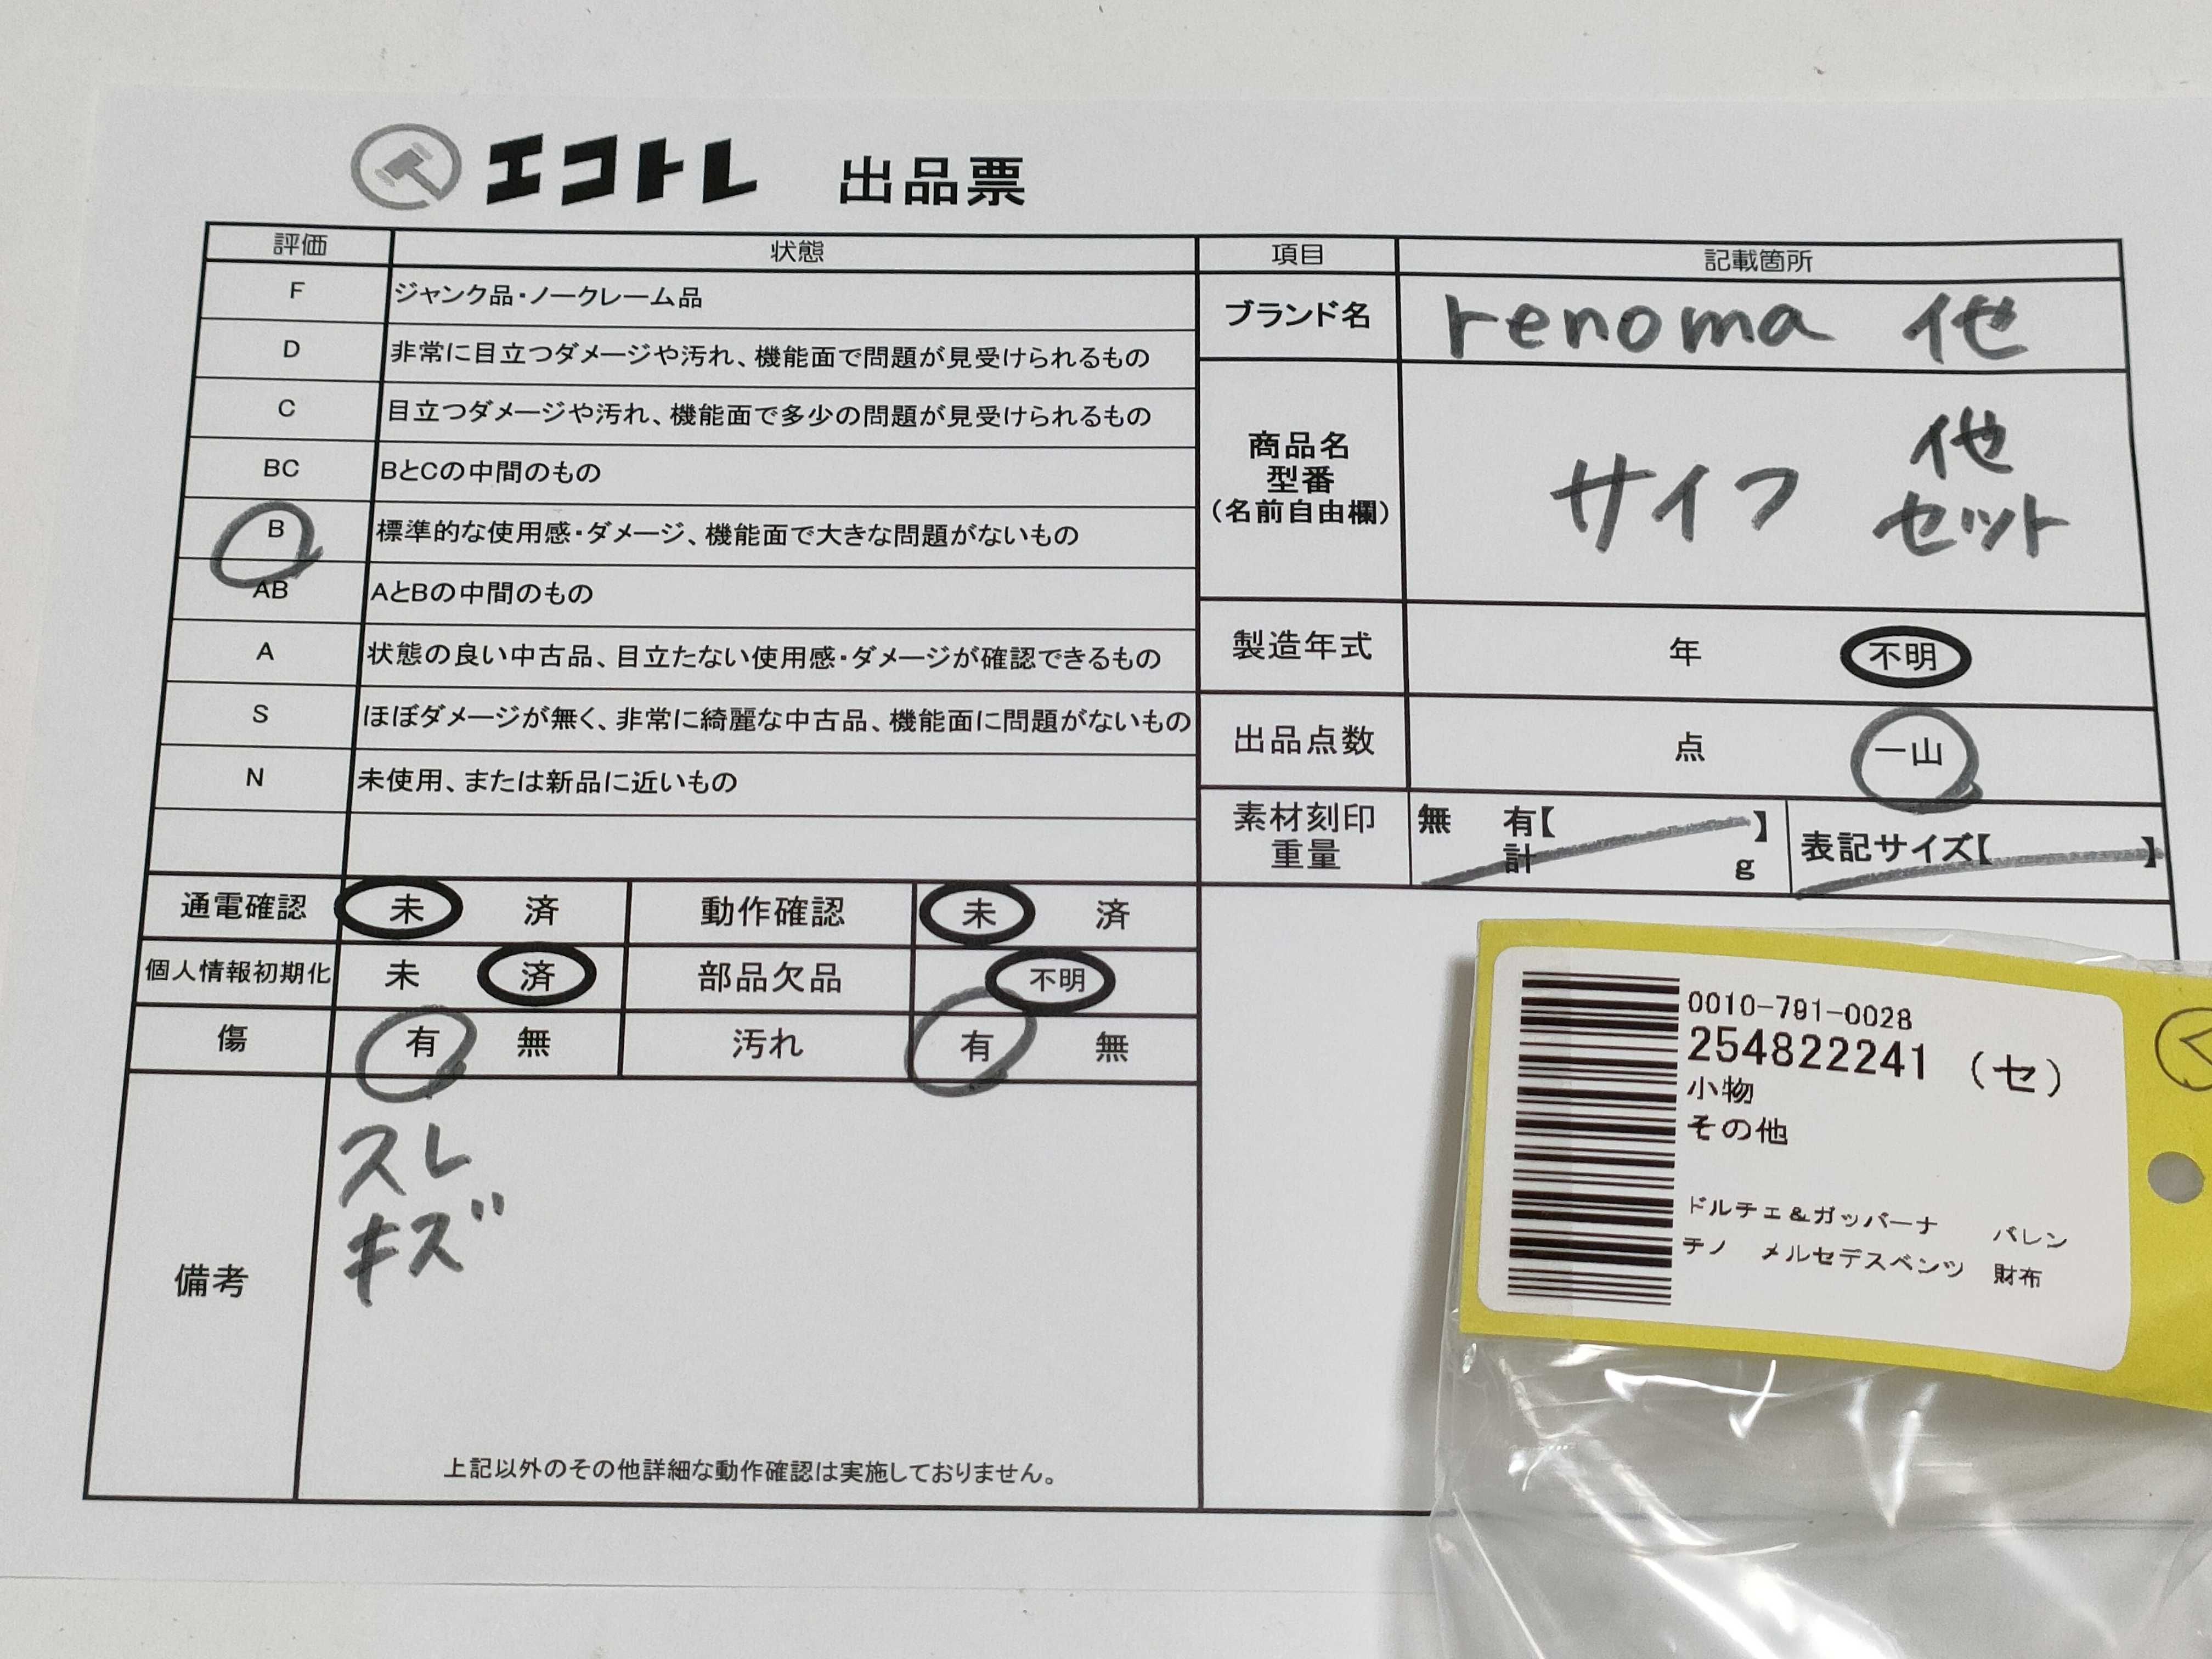 エコトレ 出品票
評価 状態 項目 記載箇所
F ジャンク品・ノークレーム品
D 非常に目立つダメージや汚れ、機能面で問題が見受けられるもの
C 目立つダメージや汚れ、機能面で多少の問題が見受けられるもの
BC BとCの中間のもの
B 標準的な使用感・ダメージ、機能面で大きな問題がないもの
AB AとBの中間のもの
A 状態の良い中古品、目立たない使用感・ダメージが確認できるもの
S ほぼダメージが無く、非常に綺麗な中古品、機能面に問題がないもの
N 未使用、または新品に近いもの
ブランド名 renoma 他
商品名
型番
(名前自由欄)
サイフ 他
セット
製造年式 年 不明
出品点数 点 一山
素材刻印 無 有【 】 表記サイズ【 】
重量 計 g
通電確認 未 済 動作確認 未 済
個人情報初期化 未 済 部品欠品 不明
傷 有 無 汚れ 有 無
備考
スレ
キズ
上記以外のその他詳細な動作確認は実施しておりません。
0010-791-0028
254822241 (セ)
小物
その他
ドルチェ&ガッバーナ バレン
チノ メルセデスベンツ 財布